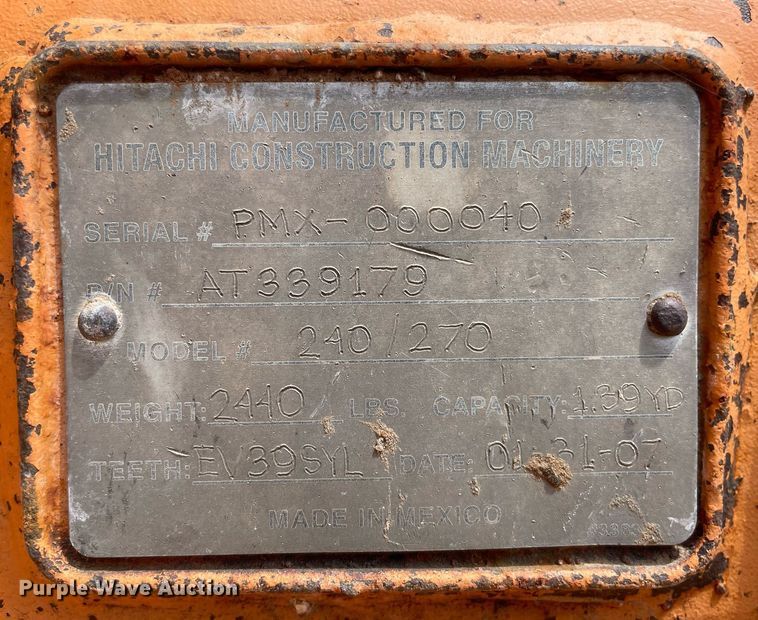 MANUFACTURED FOR
HITACHI CONSTRUCTION MACHINERY
SERIAL # PMX-000040
P/N # AT339179
MODEL # 240/270
WEIGHT: 2440 LBS. CAPACITY: 1.39YD
TEETH: EV39SYL DATE: 01-31-07
MADE IN MEXICO
Purple Wave Auction